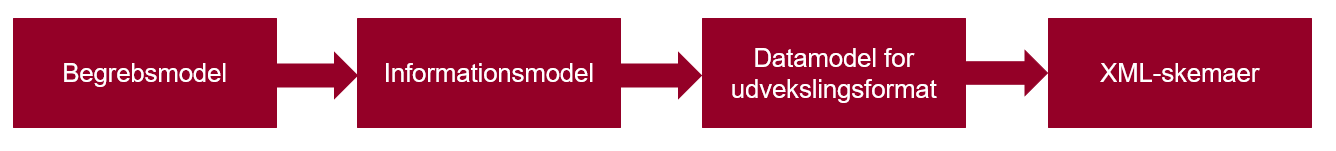 Begrebsmodel
Informationsmodel
Datamodel for
udvekslingsformat
XML-skemaer